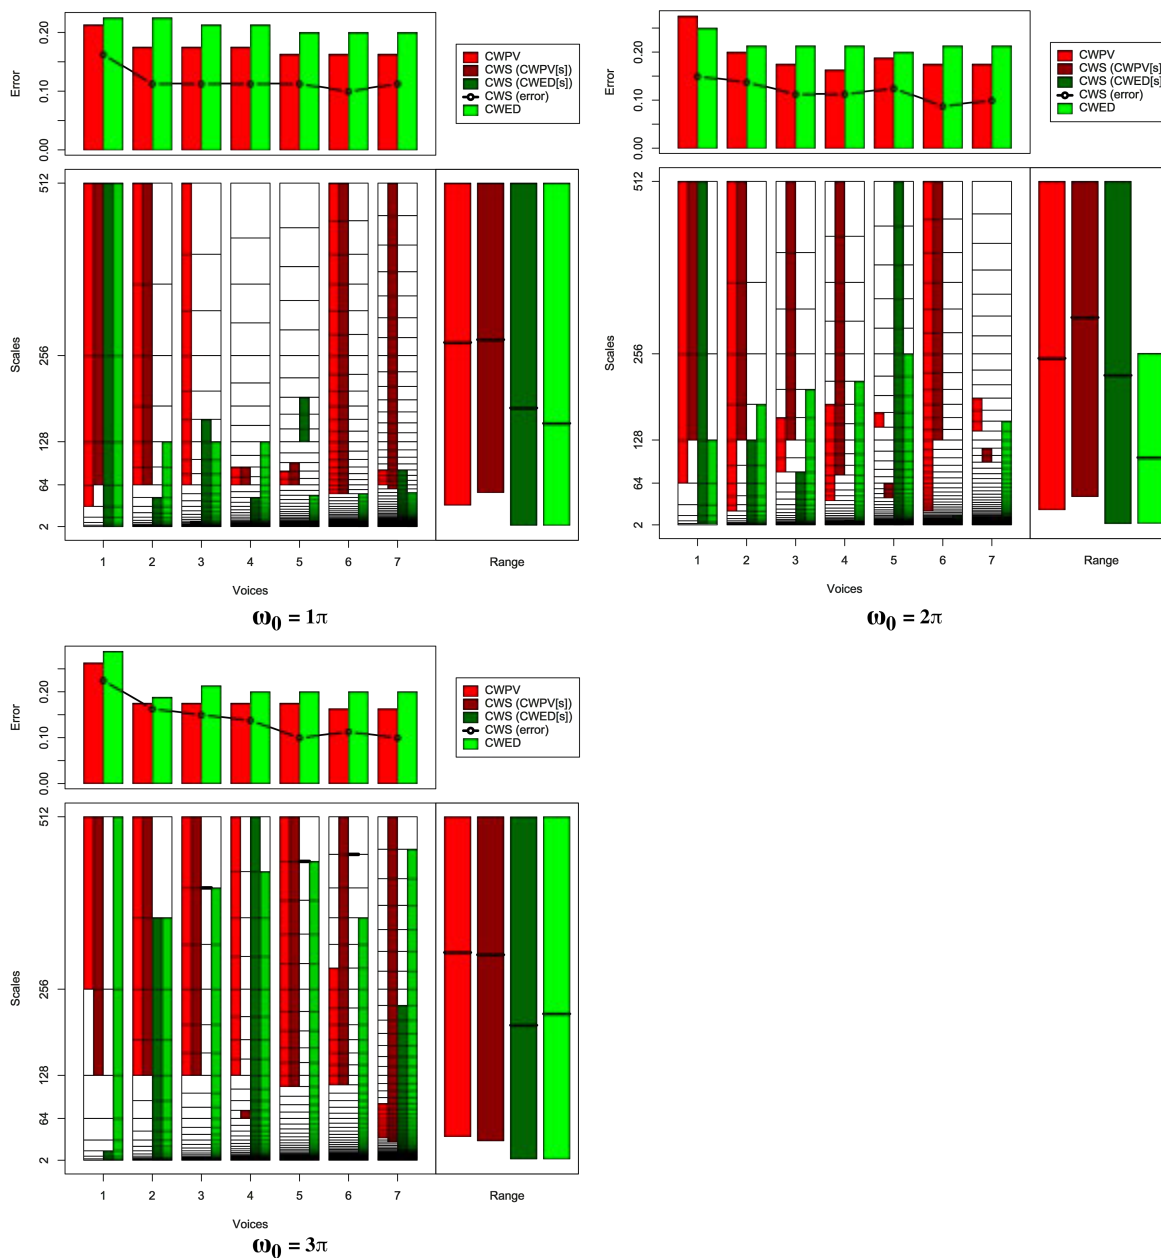 Error
0.00
0.10
0.20
CWPV
CWS (CWPV[s])
CWS (CWED[s])
CWS (error)
CWED
Scales
512
256
128
64
2
1 2 3 4 5 6 7
Range
Voices
ω0 = 1π
Error
0.00
0.10
0.20
CWPV
CWS (CWPV[s]
CWS (CWED[s]
CWS (error)
CWED
Scales
512
256
128
64
2
1 2 3 4 5 6 7
Range
Voices
ω0 = 2π
Error
0.00
0.10
0.20
CWPV
CWS (CWPV[s])
CWS (CWED[s])
CWS (error)
CWED
Scales
512
256
128
64
2
1 2 3 4 5 6 7
Range
Voices
ω0 = 3π